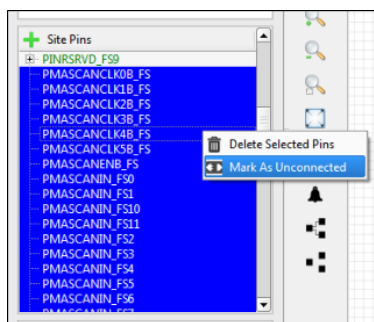 Site Pins
PINRSRVD_FS9
PMASCANCLK0B_FS
PMASCANCLK1B_FS
PMASCANCLK2B_FS
PMASCANCLK3B_FS
PMASCANCLK4B_FS
PMASCANCLK5B_FS
PMASCANENB_FS
PMASCANIN_FS0
PMASCANIN_FS1
PMASCANIN_FS10
PMASCANIN_FS11
PMASCANIN_FS2
PMASCANIN_FS3
PMASCANIN_FS4
PMASCANIN_FS5
PMASCANIN_FS6
Delete Selected Pins
Mark As Unconnected